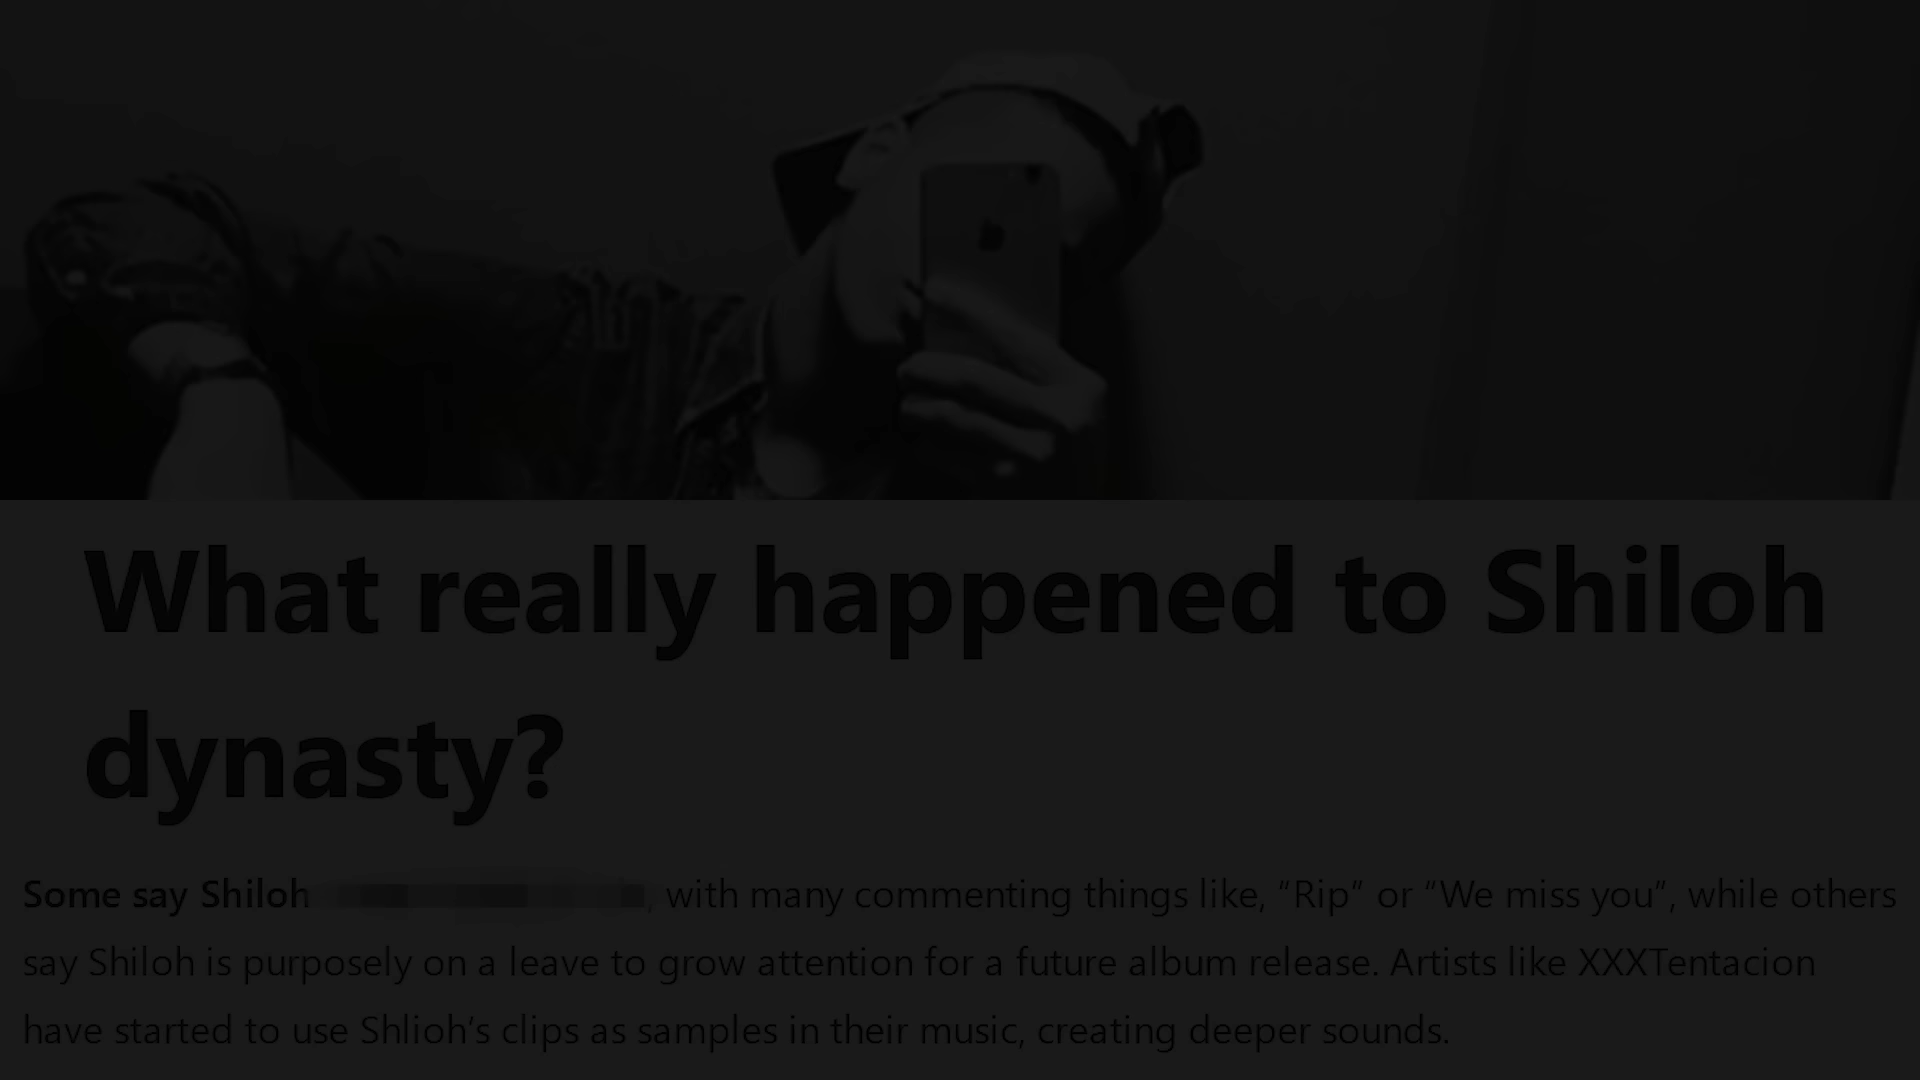 What really happened to Shiloh
dynasty?
Some say Shiloh , with many commenting things like, "Rip" or "We miss you", while others
say Shiloh is purposely on a leave to grow attention for a future album release. Artists like XXXTentacion
have started to use Shlioh's clips as samples in their music, creating deeper sounds.